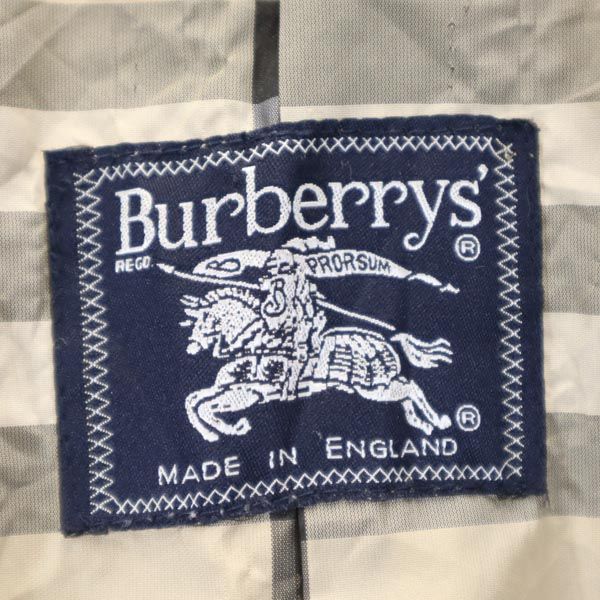 Burberrys'
®
REGD.
PRORSUM
B
®
MADE IN ENGLAND